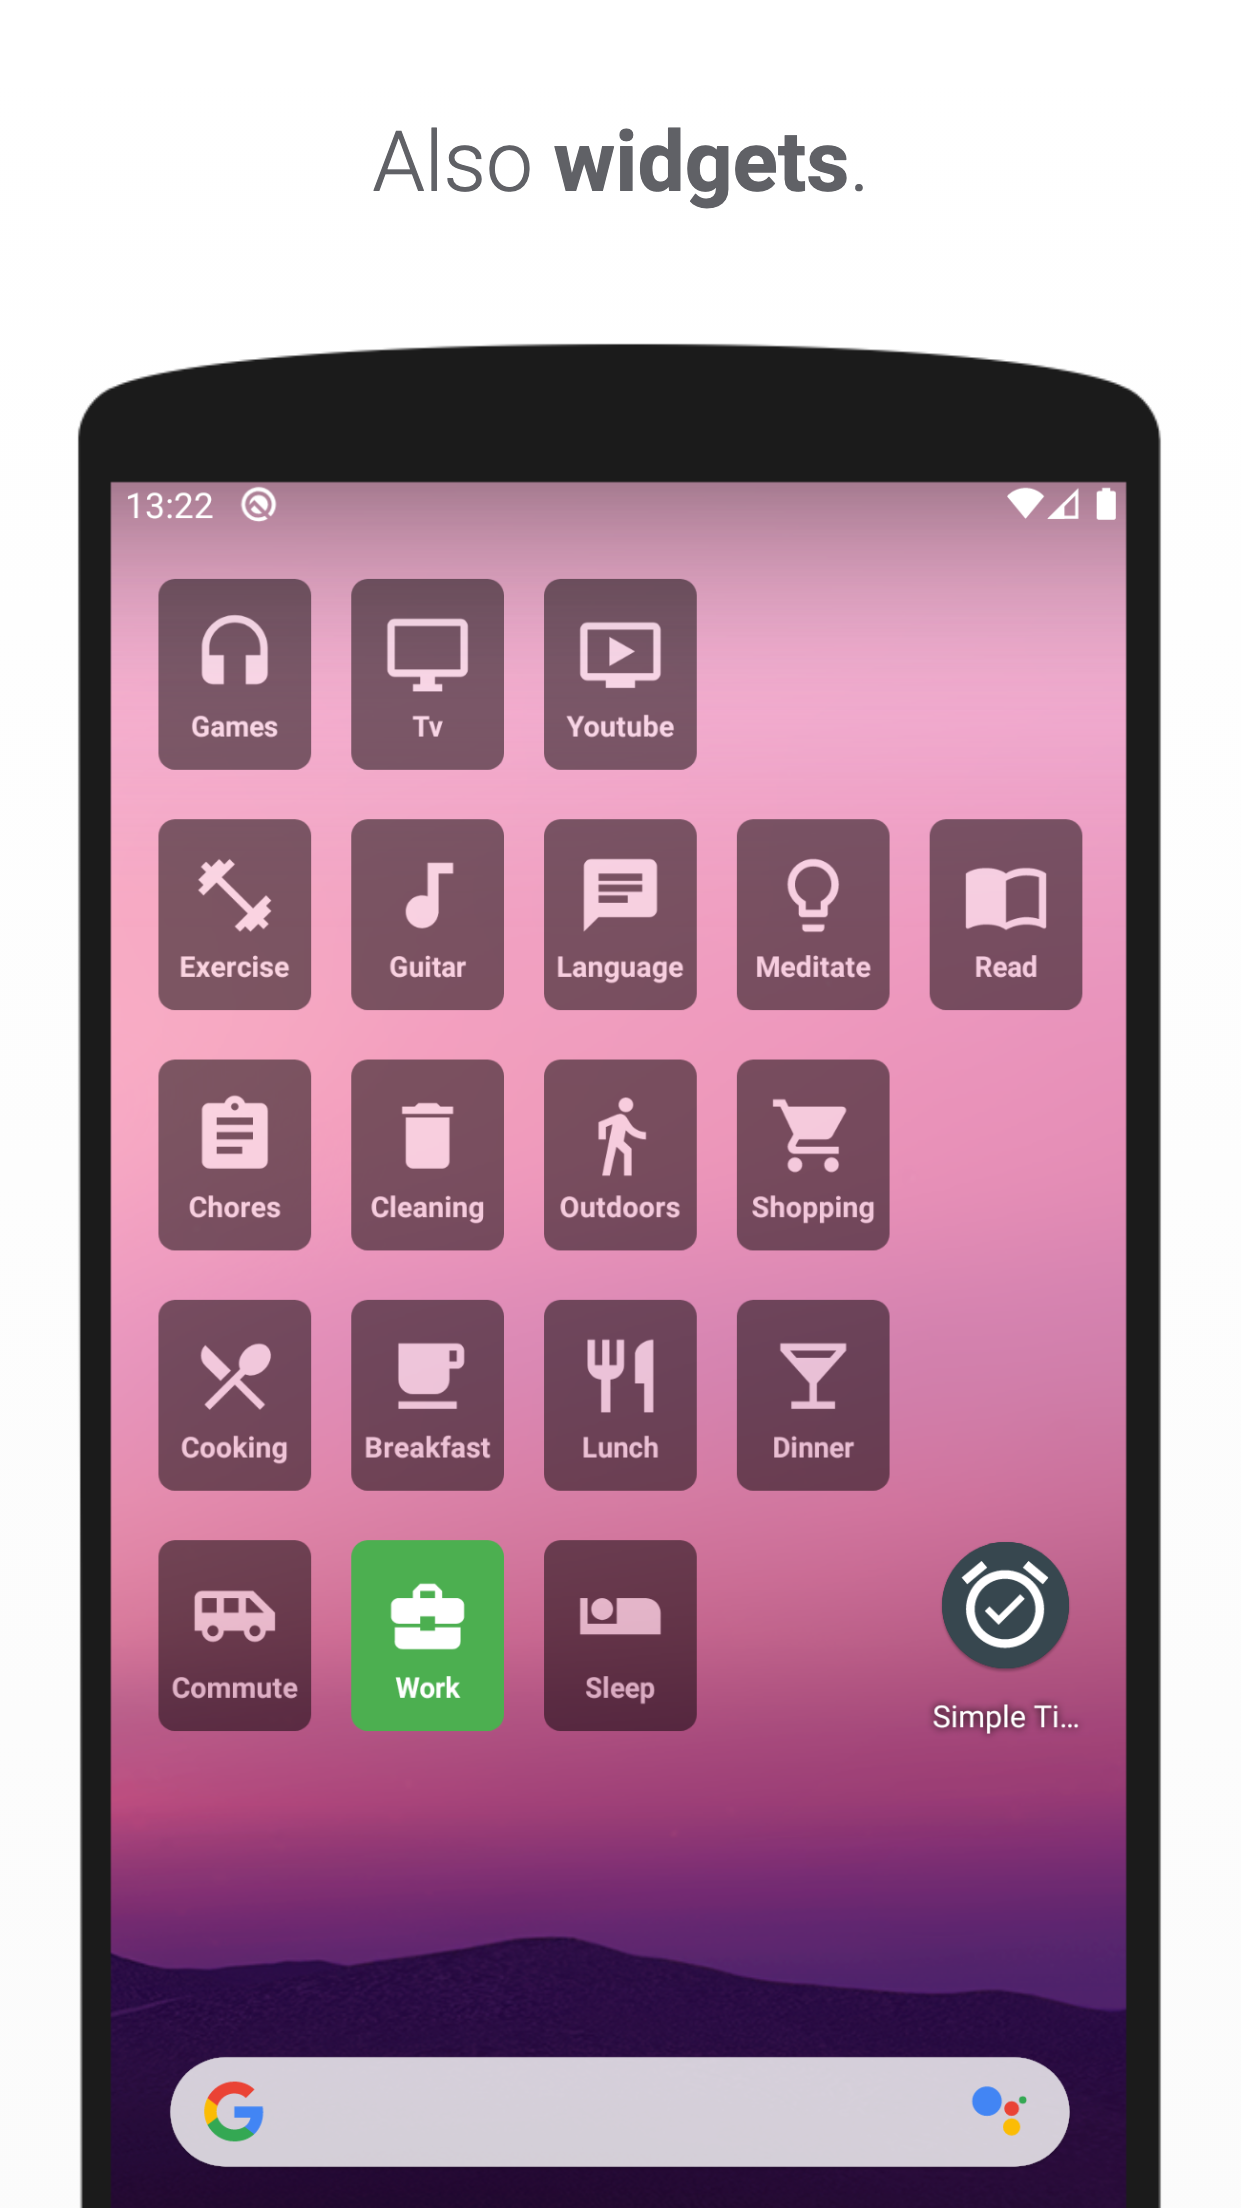 Also widgets.
13:22
Games Tv Youtube
Exercise Guitar Language Meditate Read
Chores Cleaning Outdoors Shopping
Cooking Breakfast Lunch Dinner
Commute Work Sleep
Simple Ti...